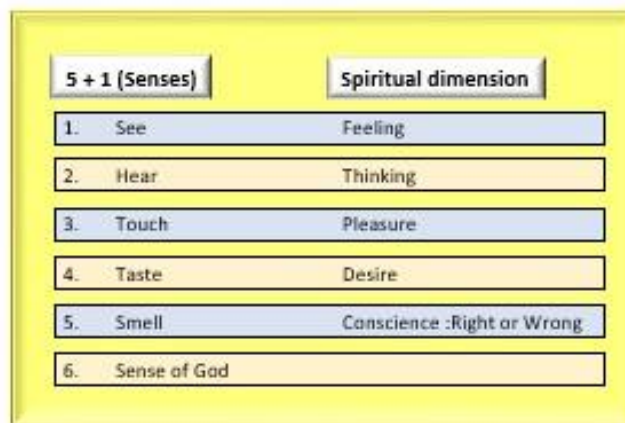 5 + 1 (Senses) Spiritual dimension
1. See Feeling
2. Hear Thinking
3. Touch Pleasure
4. Taste Desire
5. Smell Conscience :Right or Wrong
6. Sense of God